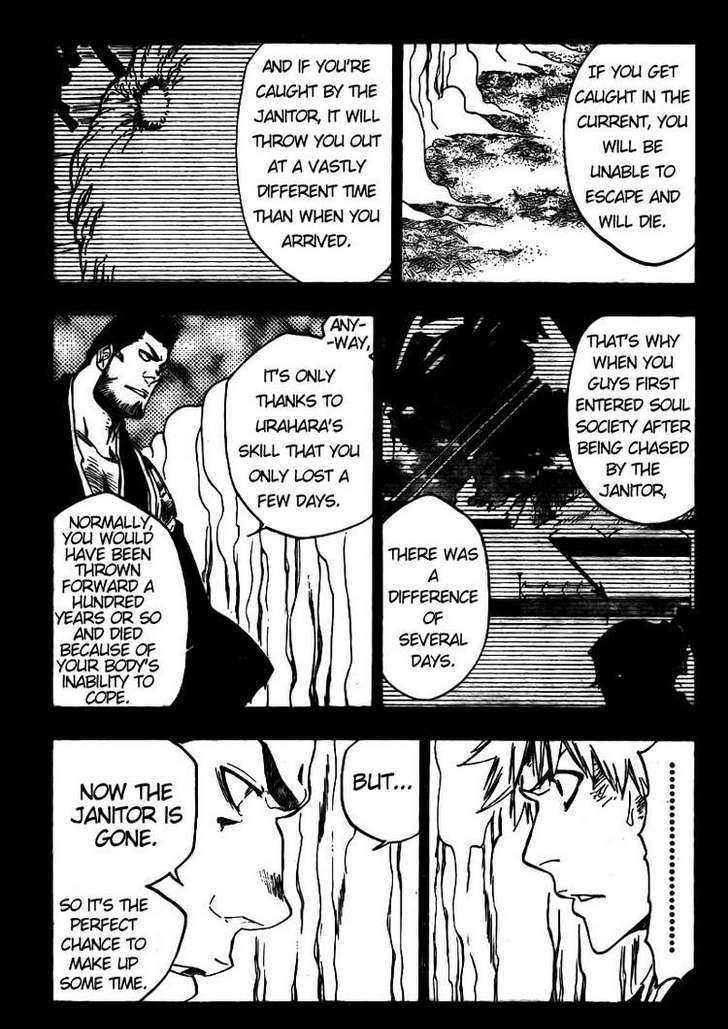 IF YOU GET
CAUGHT IN THE
CURRENT, YOU
WILL BE
UNABLE TO
ESCAPE AND
WILL DIE.
AND IF YOU'RE
CAUGHT BY THE
JANITOR, IT WILL
THROW YOU OUT
AT A VASTLY
DIFFERENT TIME
THAN WHEN YOU
ARRIVED.
THAT'S WHY
WHEN YOU
GUYS FIRST
ENTERED SOUL
SOCIETY AFTER
BEING CHASED
BY THE
JANITOR,
THERE WAS
A
DIFFERENCE
OF
SEVERAL
DAYS.
ANY-
-WAY,
IT'S ONLY
THANKS TO
URAHARA'S
SKILL THAT YOU
ONLY LOST A
FEW DAYS.
NORMALLY,
YOU WOULD
HAVE BEEN
THROWN
FORWARD A
HUNDRED
YEARS OR SO
AND DIED
BECAUSE OF
YOUR BODY'S
INABILITY TO
COPE.
BUT...
NOW THE
JANITOR IS
GONE.
SO IT'S THE
PERFECT
CHANCE TO
MAKE UP
SOME TIME.